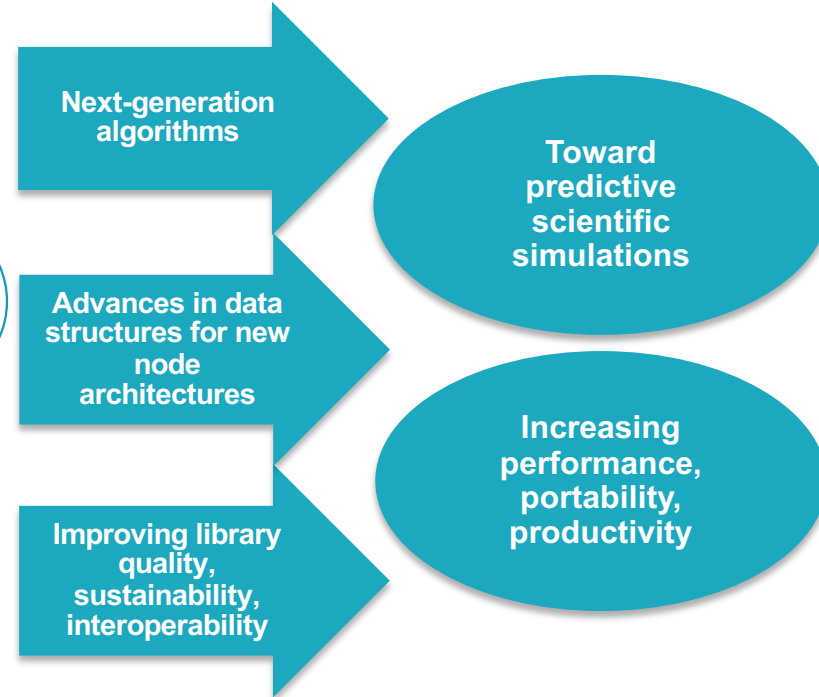 Next-generation
algorithms
Toward
predictive
scientific
simulations
Advances in data
structures for new
node
architectures
Increasing
performance,
portability,
productivity
Improving library
quality,
sustainability,
interoperability